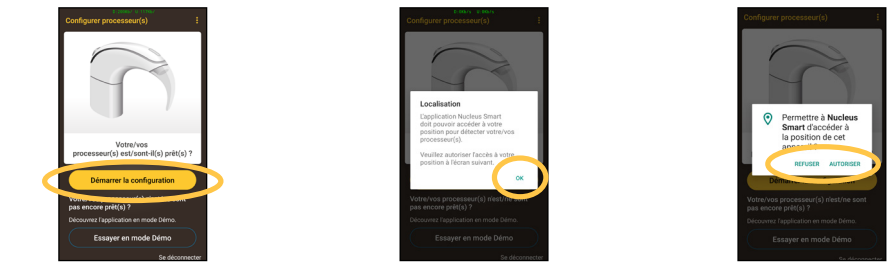 Configurer processeur(s)
Votre/vos
processeur(s) est/sont-il(s) prêt(s) ?
Démarrer la configuration
Votre/vos processeur(s) n'est/ne sont
pas encore prêt(s) ?
Découvrez l'application en mode Démo.
Essayer en mode Démo
Se déconnecter
Configurer processeur(s)
Localisation
L'application Nucleus Smart
doit pouvoir accéder à votre
position pour détecter votre/vos
processeur(s).
Veuillez autoriser l'accès à votre
position à l'écran suivant.
OK
Votre/vos processeur(s) n'est/ne sont
pas encore prêt(s) ?
Découvrez l'application en mode Démo.
Essayer en mode Démo
Se déconnecter
Configurer processeur(s)
Permettre à Nucleus
Smart d'accéder à
la position de cet
REFUSER AUTORISER
Démarrer la configuration
Votre/vos processeur(s) n'est/ne sont
pas encore prêt(s) ?
Découvrez l'application en mode Démo.
Essayer en mode Démo
Se déconnecter